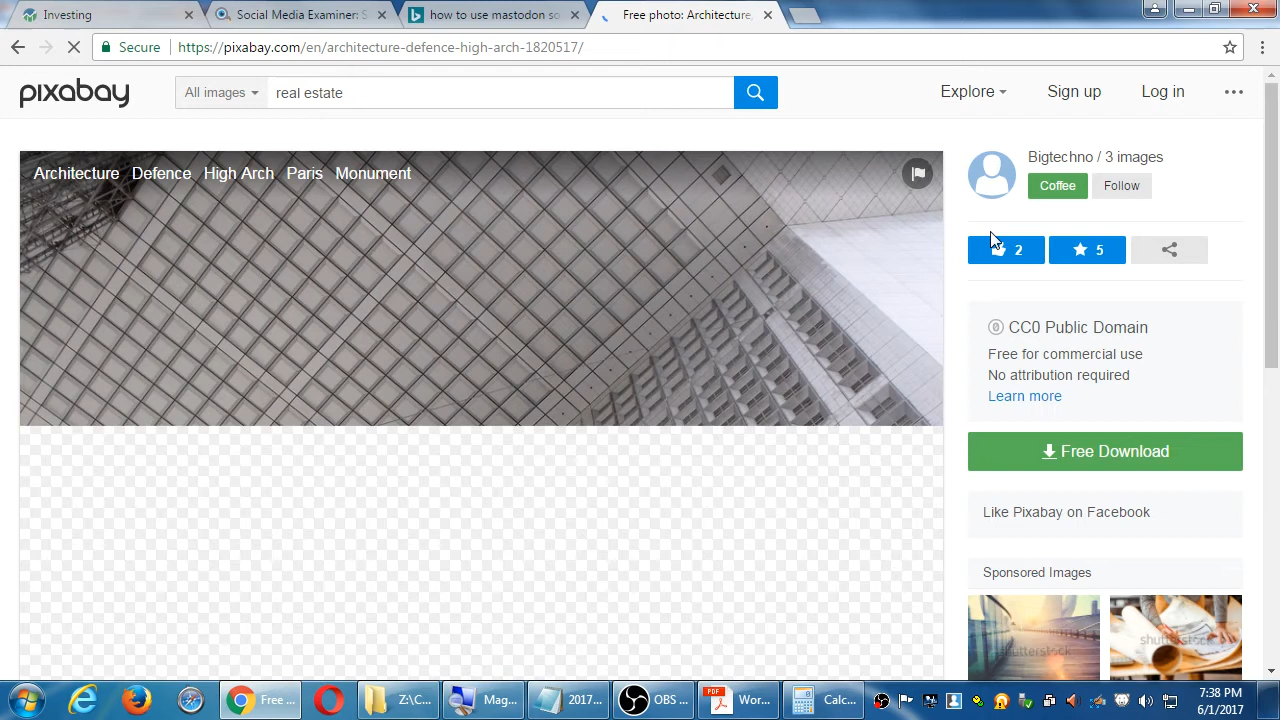 Investing
Social Media Examiner: S
how to use mastodon so
Free photo: Architecture,
Secure
https://pixabay.com/en/architecture-defence-high-arch-1820517/
pixabay
All images
real estate
Explore
Sign up
Log in
Architecture Defence High Arch Paris Monument
Bigtechno / 3 images
Coffee
Follow
2
5
CC0 Public Domain
Free for commercial use
No attribution required
Learn more
Free Download
Like Pixabay on Facebook
Sponsored Images
shutterstock
shutterstock
Free ...
Z:\C...
Mag...
2017...
OBS ...
PDF
Wor...
Calc...
7:38 PM
6/1/2017